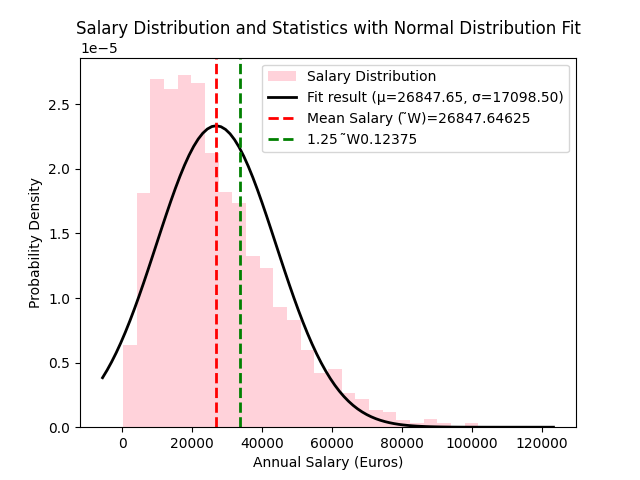 Salary Distribution and Statistics with Normal Distribution Fit
1e−5
Salary Distribution
Fit result (μ=26847.65, σ=17098.50)
Mean Salary (˜W)=26847.64625
1.25˜W0.12375
2.5
2.0
1.5
1.0
0.5
0.0
Probability Density
0 20000 40000 60000 80000 100000 120000
Annual Salary (Euros)